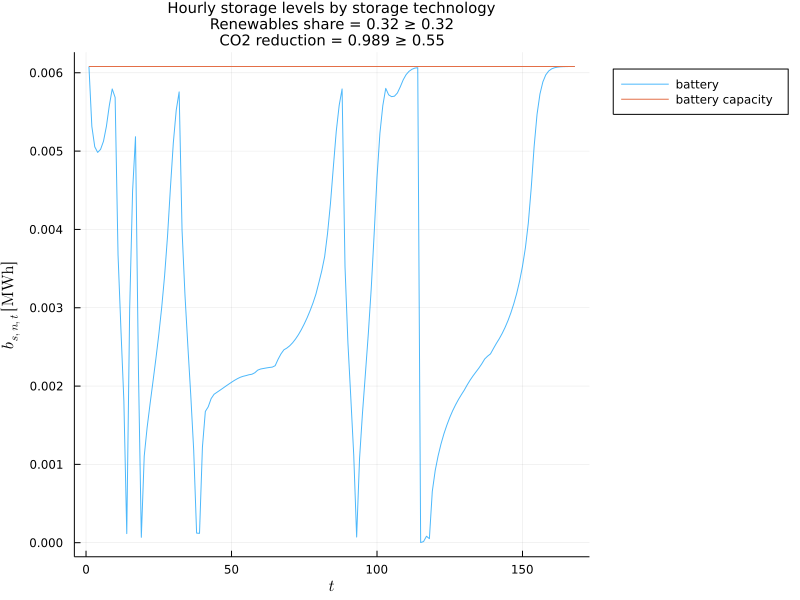 Hourly storage levels by storage technology
Renewables share = 0.32 ≥ 0.32
CO2 reduction = 0.989 ≥ 0.55
battery
battery capacity
0.006
0.005
0.004
0.003
0.002
0.001
0.000
b_{s, n, t} [MWh]
0 50 100 150
t